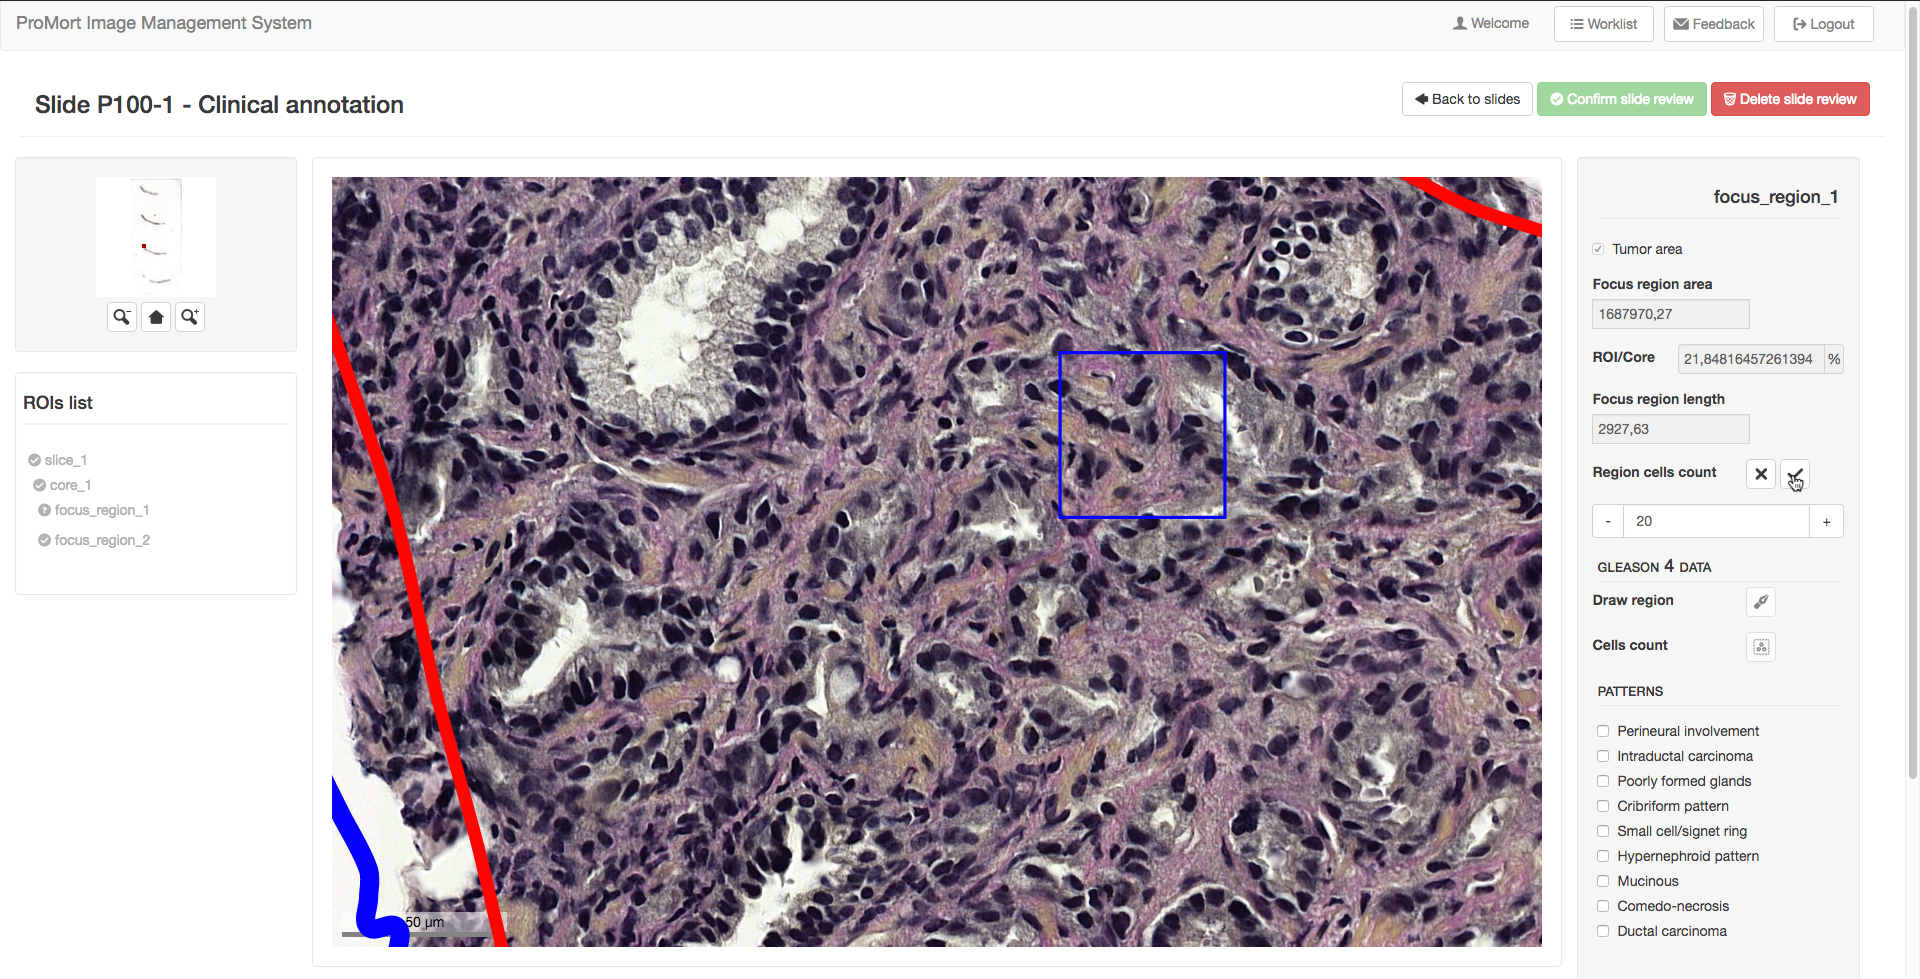 ProMort Image Management System
Welcome
Worklist
Feedback
Logout
Slide P100-1 - Clinical annotation
Back to slides
Confirm slide review
Delete slide review
ROIs list
slice_1
core_1
focus_region_1
focus_region_2
50 µm
focus_region_1
Tumor area
Focus region area
1687970,27
ROI/Core
21,84816457261394 %
Focus region length
2927,63
Region cells count
- 20 +
GLEASON 4 DATA
Draw region
Cells count
PATTERNS
Perineural involvement
Intraductal carcinoma
Poorly formed glands
Cribriform pattern
Small cell/signet ring
Hypernephroid pattern
Mucinous
Comedo-necrosis
Ductal carcinoma